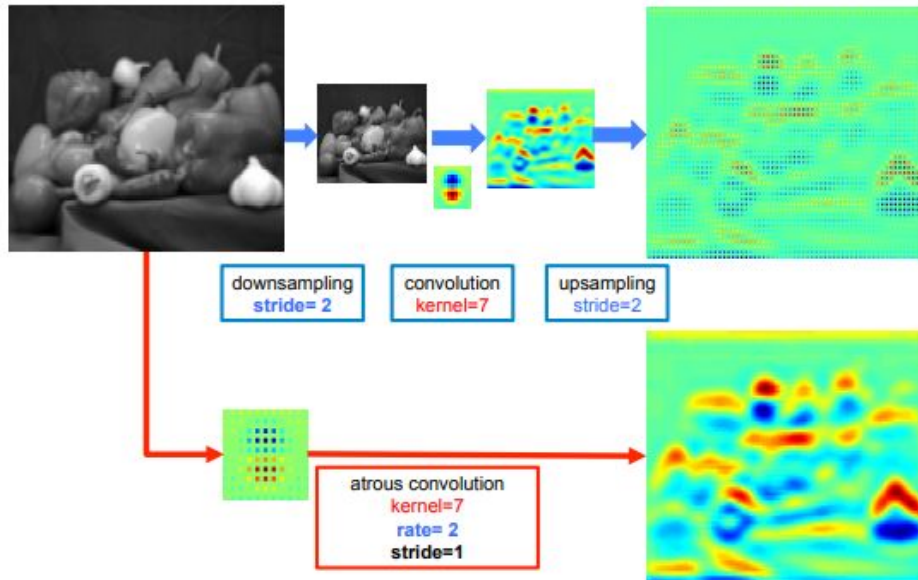 downsampling
stride= 2
convolution
kernel=7
upsampling
stride=2
atrous convolution
kernel=7
rate= 2
stride=1